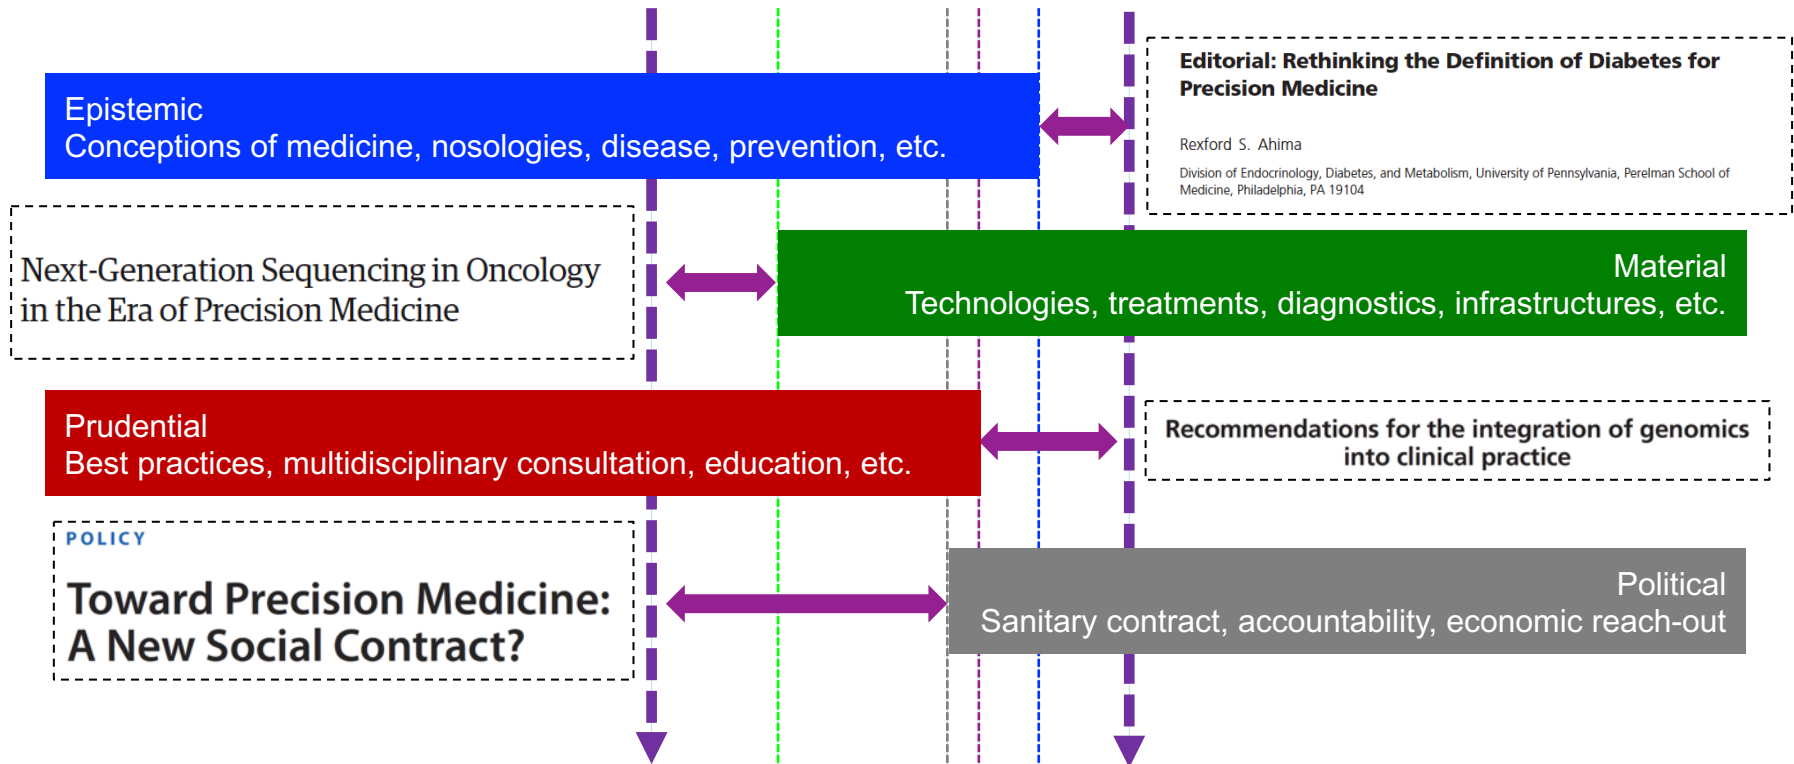 Epistemic
Conceptions of medicine, nosologies, disease, prevention, etc.
Editorial: Rethinking the Definition of Diabetes for
Precision Medicine
Rexford S. Ahima
Division of Endocrinology, Diabetes, and Metabolism, University of Pennsylvania, Perelman School of
Medicine, Philadelphia, PA 19104
Next-Generation Sequencing in Oncology
in the Era of Precision Medicine
Material
Technologies, treatments, diagnostics, infrastructures, etc.
Prudential
Best practices, multidisciplinary consultation, education, etc.
Recommendations for the integration of genomics
into clinical practice
POLICY
Toward Precision Medicine:
A New Social Contract?
Political
Sanitary contract, accountability, economic reach-out